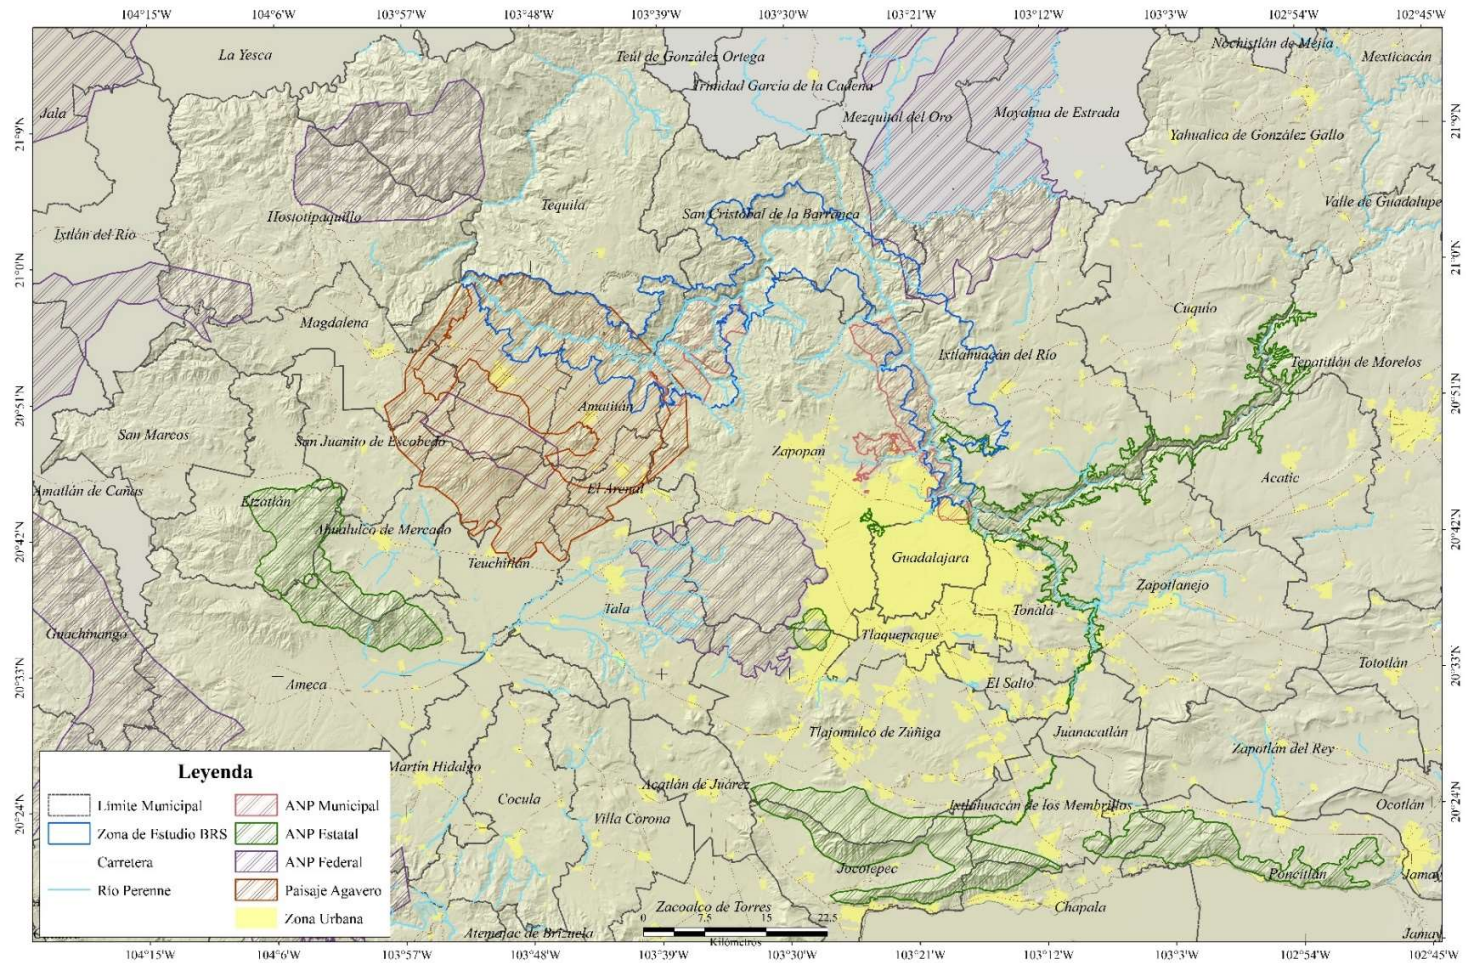 104°15'W 104°6'W 103°57'W 103°48'W 103°39'W 103°30'W 103°21'W 103°12'W 103°3'W 102°54'W 102°45'W
La Yesca
Teúl de González Ortega
Nochistlán de Mejía
Mexticacán
Trinidad García de la Cadena
Jala
Mezquital del Oro
Moyahua de Estrada
21°9'N
21°9'N
Yahualica de González Gallo
Hostotipaquillo
Tequila
San Cristóbal de la Barranca
Valle de Guadalupe
Ixtlán del Río
21°0'N
21°0'N
Magdalena
Cuquío
Ixtlahuacán del Río
Tepatitlán de Morelos
20°51'N
20°51'N
Amatitán
San Marcos
San Juanito de Escobedo
Zapopan
Acatic
Amatlán de Cañas
Etzatlán
El Arenal
Ahualulco de Mercado
20°42'N
20°42'N
Teuchitlán
Guadalajara
Zapotlanejo
Tala
Tonalá
Guachinango
Tlaquepaque
20°33'N
20°33'N
Tototlán
Ameca
El Salto
Tlajomulco de Zúñiga
Juanacatlán
Zapotlán del Rey
Martín Hidalgo
Acatlán de Juárez
Cocula
Ixtlahuacán de los Membrillos
Ocotlán
20°24'N
20°24'N
Villa Corona
Jocotepec
Poncitlán
Jamay
Zacoalco de Torres
Chapala
Atemajac de Brizuela
Jamay
Leyenda
Límite Municipal
ANP Municipal
Zona de Estudio BRS
ANP Estatal
Carretera
ANP Federal
Río Perenne
Paisaje Agavero
Zona Urbana
0 7.5 15 22.5
Kilómetros
104°15'W 104°6'W 103°57'W 103°48'W 103°39'W 103°30'W 103°21'W 103°12'W 103°3'W 102°54'W 102°45'W